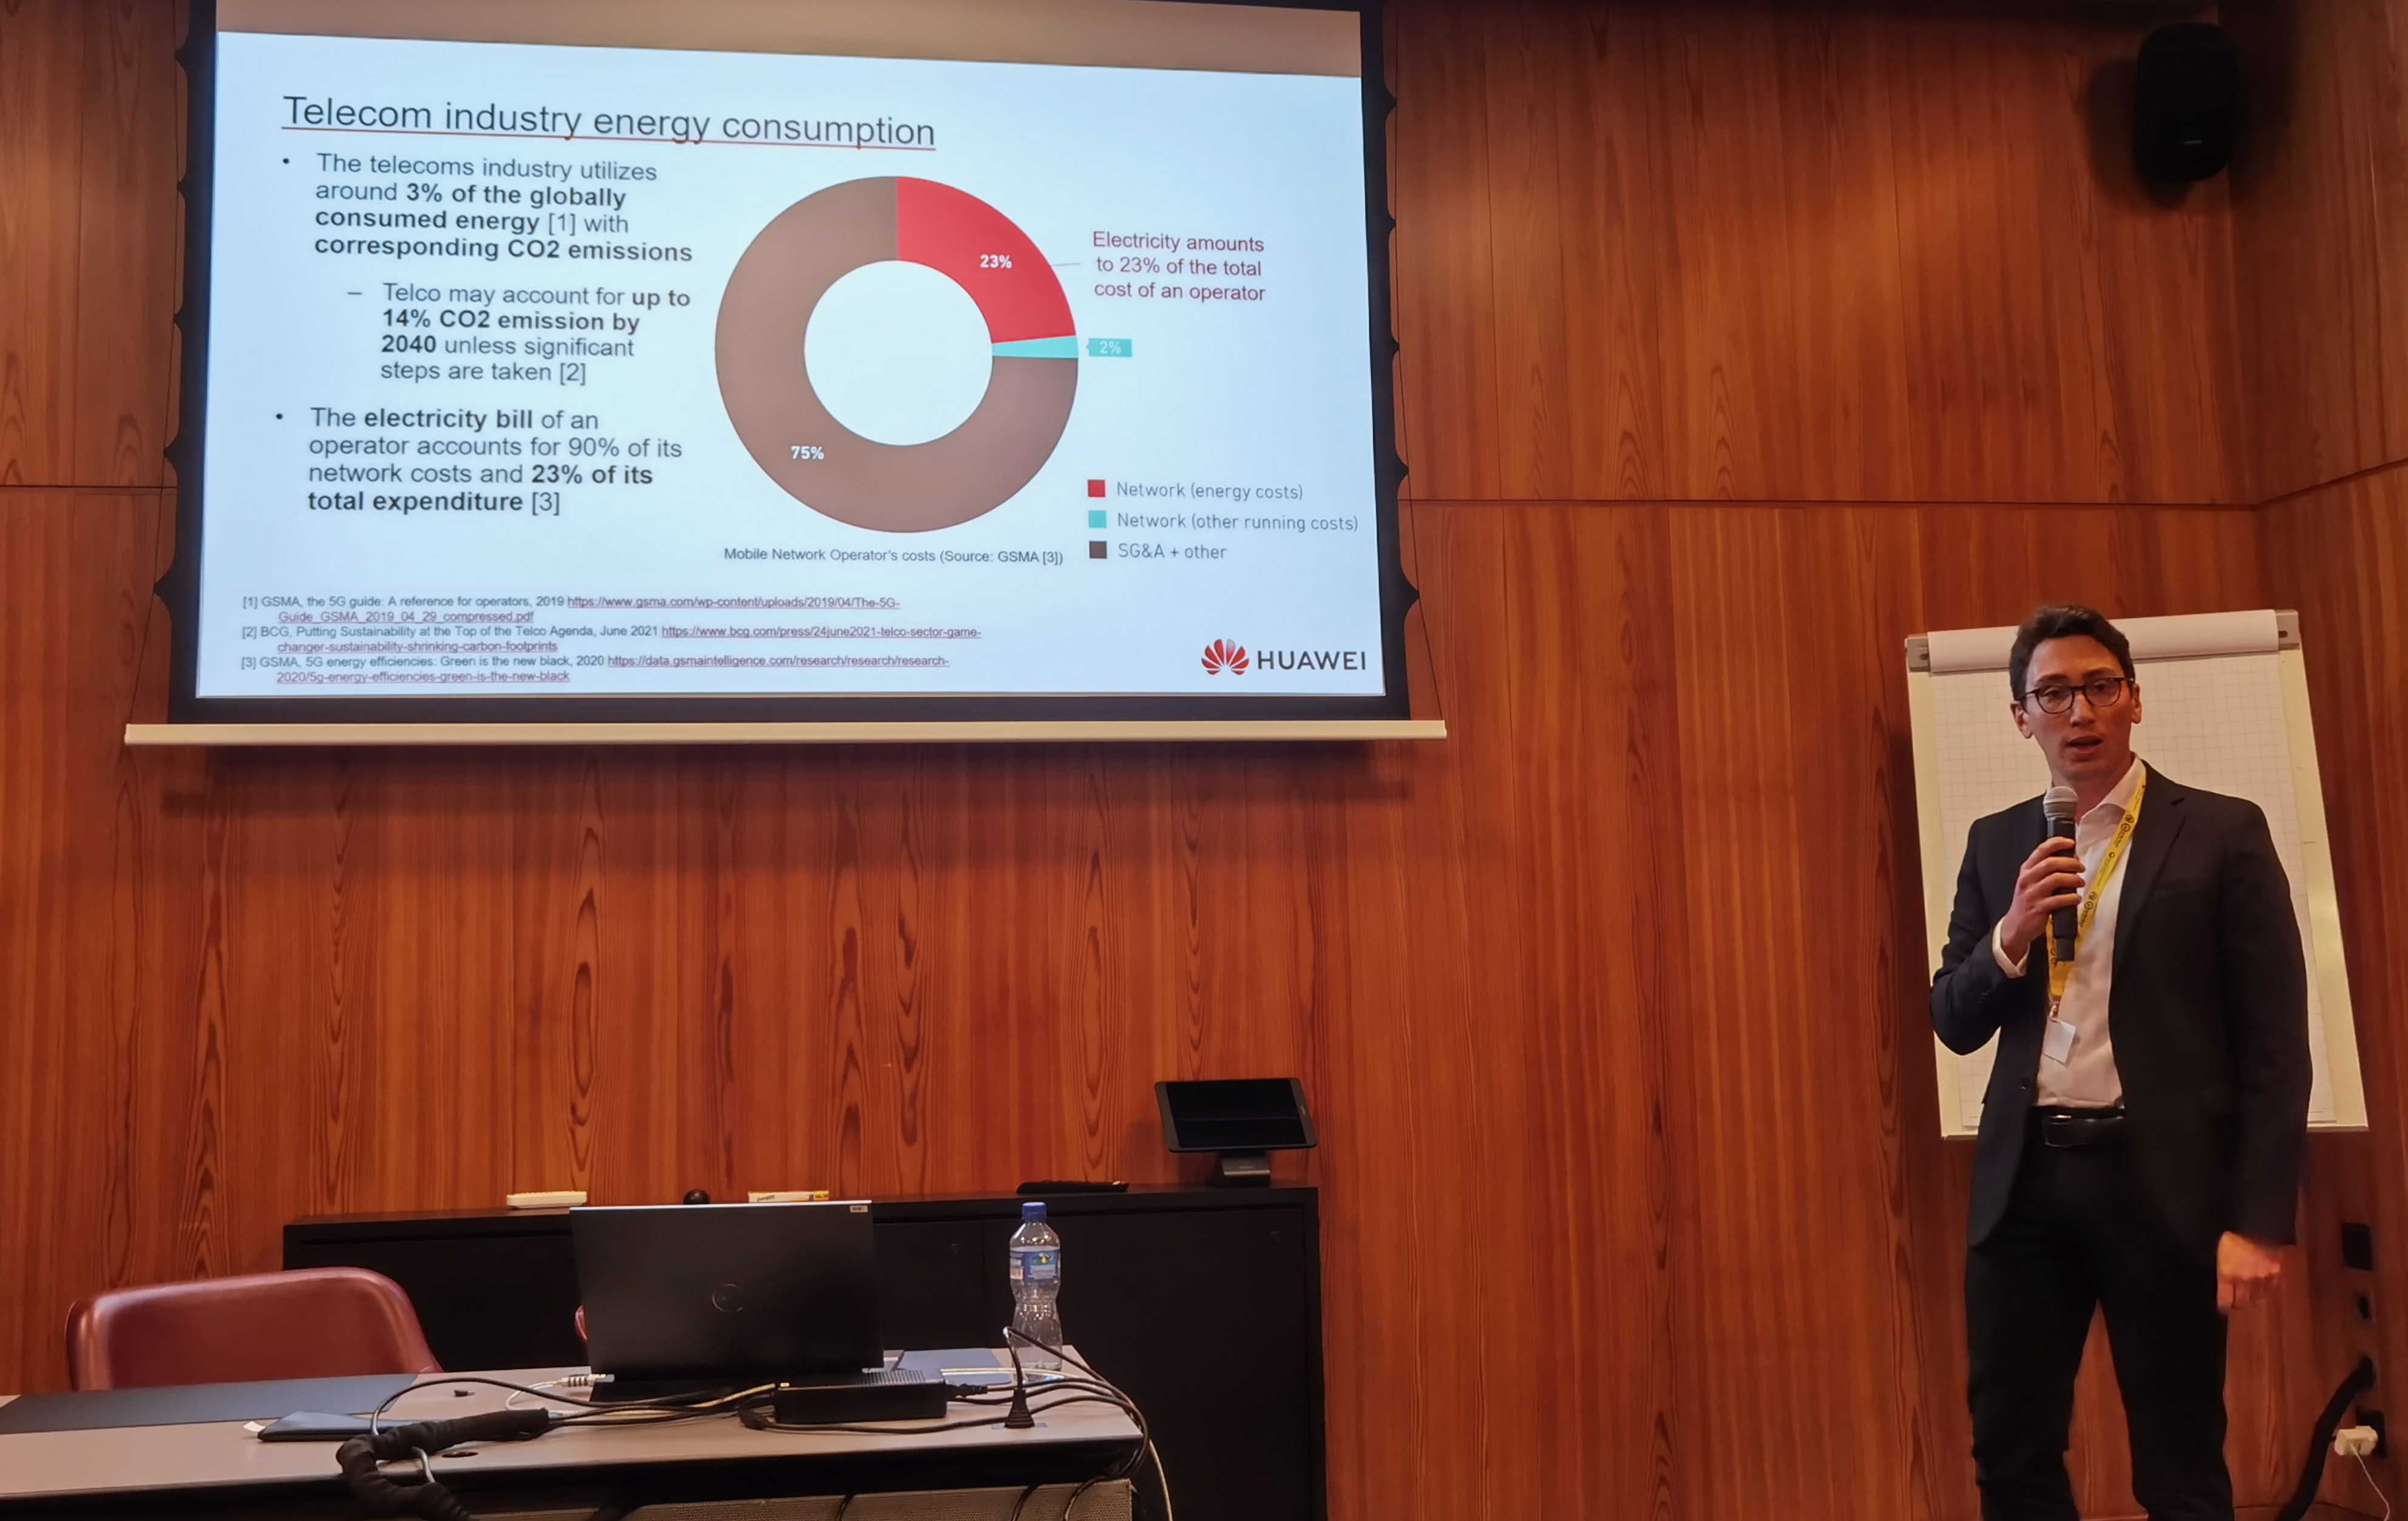 Telecom industry energy consumption
• The telecoms industry utilizes
around 3% of the globally
consumed energy [1] with
corresponding CO2 emissions
– Telco may account for up to
14% CO2 emission by
2040 unless significant
steps are taken [2]
• The electricity bill of an
operator accounts for 90% of its
network costs and 23% of its
total expenditure [3]
23%
Electricity amounts
to 23% of the total
cost of an operator
2%
75%
Network (energy costs)
Network (other running costs)
SG&A + other
Mobile Network Operator's costs (Source: GSMA [3])
[1] GSMA, the 5G guide: A reference for operators, 2019 https://www.gsma.com/wp-content/uploads/2019/04/The-5G-
Guide_GSMA_2019_04_29_compressed.pdf
[2] BCG, Putting Sustainability at the Top of the Telco Agenda, June 2021 https://www.bcg.com/press/24june2021-telco-sector-game-
changer-sustainability-shrinking-carbon-footprints
[3] GSMA, 5G energy efficiencies: Green is the new black, 2020 https://data.gsmaintelligence.com/research/research/research-
2020/5g-energy-efficiencies-green-is-the-new-black
HUAWEI